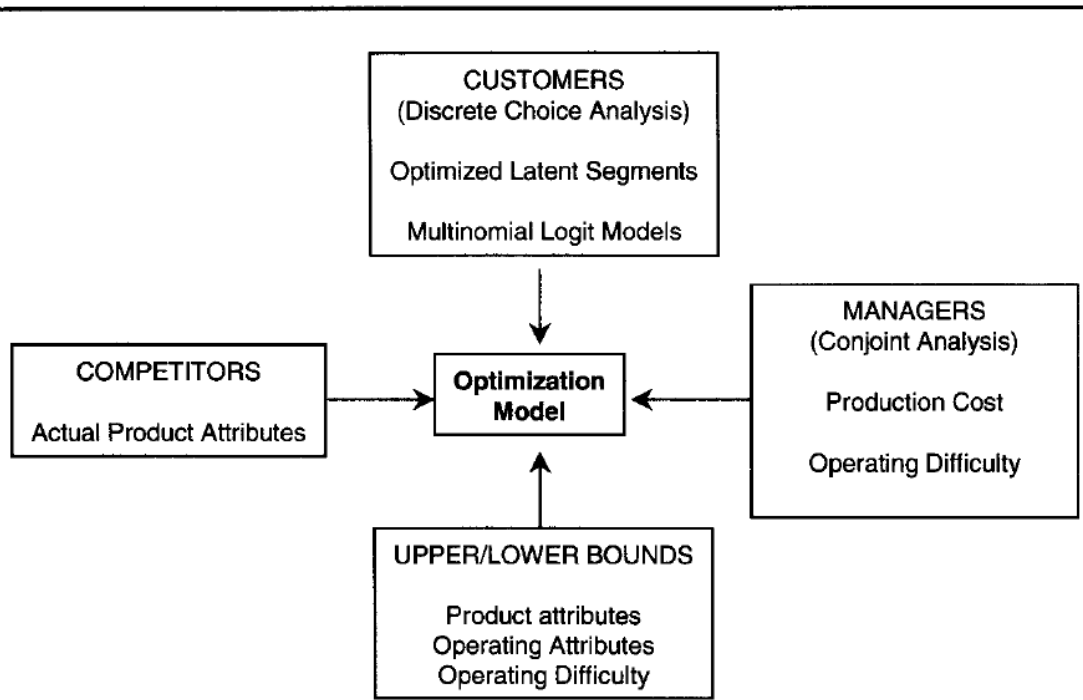 CUSTOMERS
(Discrete Choice Analysis)
Optimized Latent Segments
Multinomial Logit Models
COMPETITORS
Actual Product Attributes
Optimization
Model
MANAGERS
(Conjoint Analysis)
Production Cost
Operating Difficulty
UPPER/LOWER BOUNDS
Product attributes
Operating Attributes
Operating Difficulty